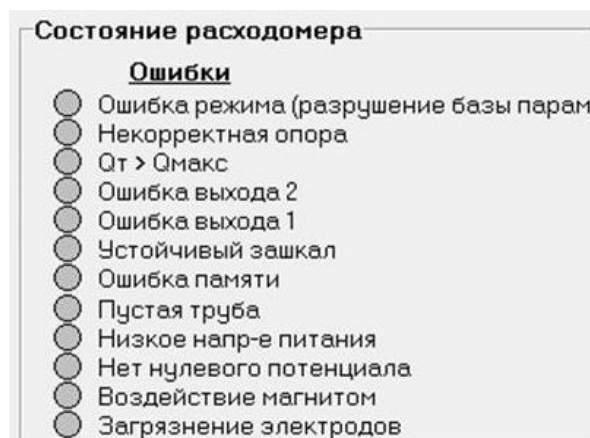 Состояние расходомера
Ошибки
Ошибка режима (разрушение базы парам
Некорректная опора
Qт > Qмакс
Ошибка выхода 2
Ошибка выхода 1
Устойчивый зашкал
Ошибка памяти
Пустая труба
Низкое напр-е питания
Нет нулевого потенциала
Воздействие магнитом
Загрязнение электродов